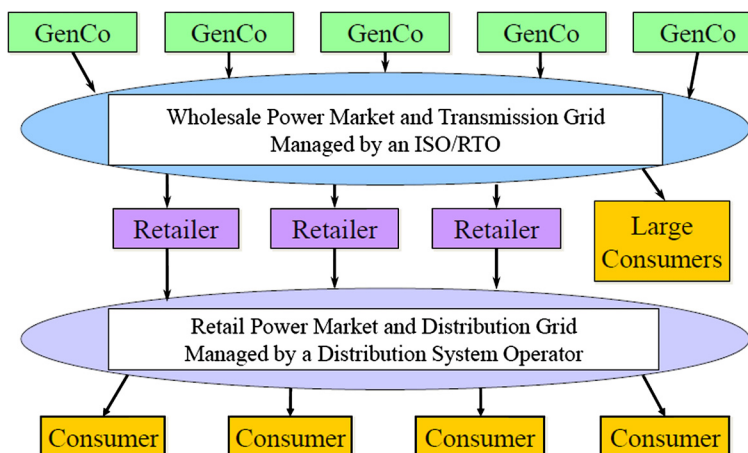 GenCo
GenCo
GenCo
GenCo
GenCo
Wholesale Power Market and Transmission Grid
Managed by an ISO/RTO
Retailer
Retailer
Retailer
Large
Consumers
Retail Power Market and Distribution Grid
Managed by a Distribution System Operator
Consumer
Consumer
Consumer
Consumer